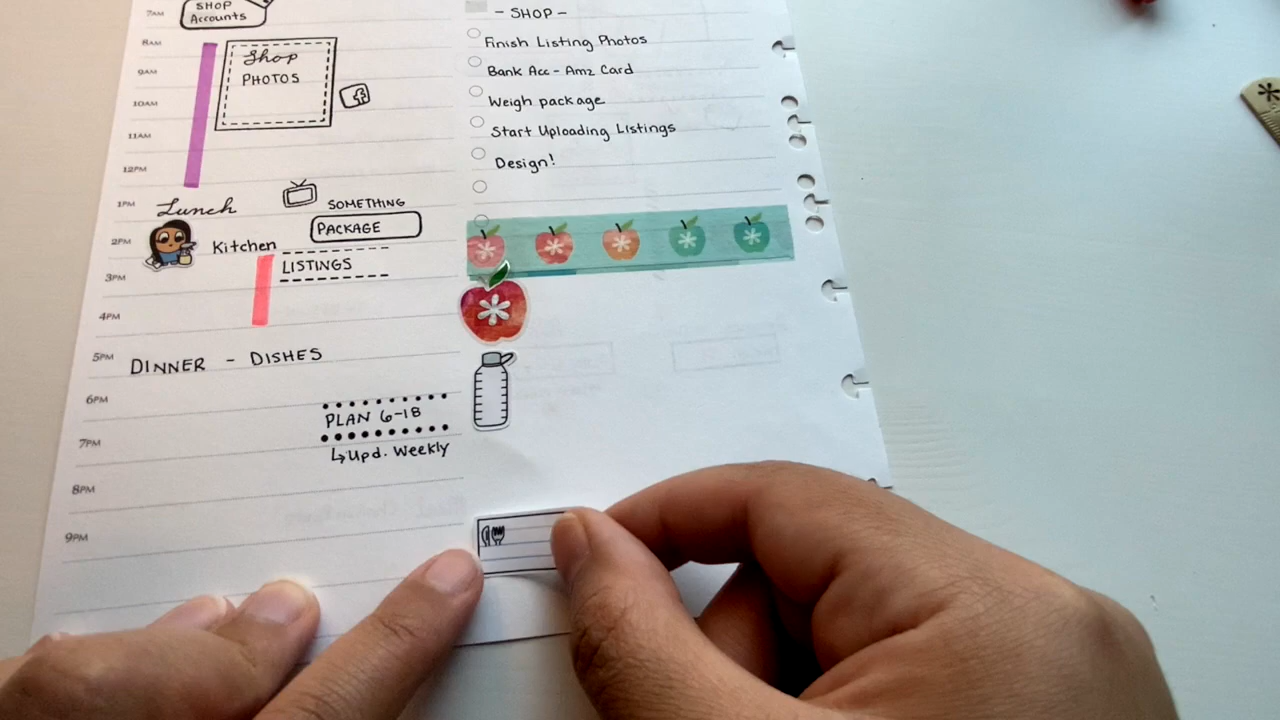 7AM
SHOP
Accounts
8AM
Shop
PHOTOS
9AM
10AM
11AM
12PM
1PM
Lunch
SOMETHING
2PM
Kitchen
PACKAGE
3PM
LISTINGS
4PM
5PM
DINNER - DISHES
6PM
PLAN 6-18
7PM
↳Upd. Weekly
8PM
9PM
- SHOP -
Finish Listing Photos
Bank Acc - Amz Card
Weigh package
Start Uploading Listings
Design!